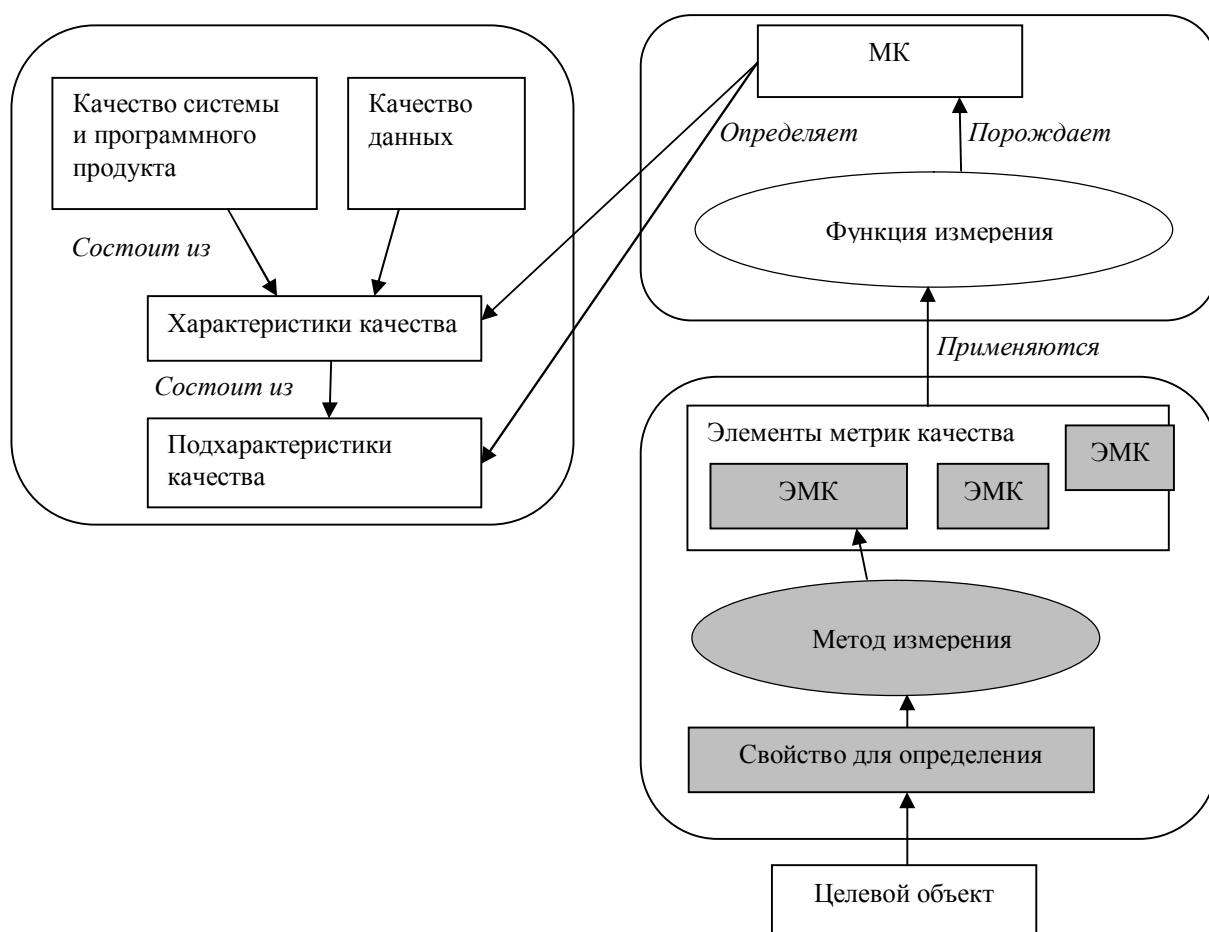 Качество системы
и программного
продукта
Качество
данных
Состоит из
Характеристики качества
Состоит из
Подхарактеристики
качества
МК
Определяет
Порождает
Функция измерения
Применяются
Элементы метрик качества
ЭМК
ЭМК
ЭМК
Метод измерения
Свойство для определения
Целевой объект